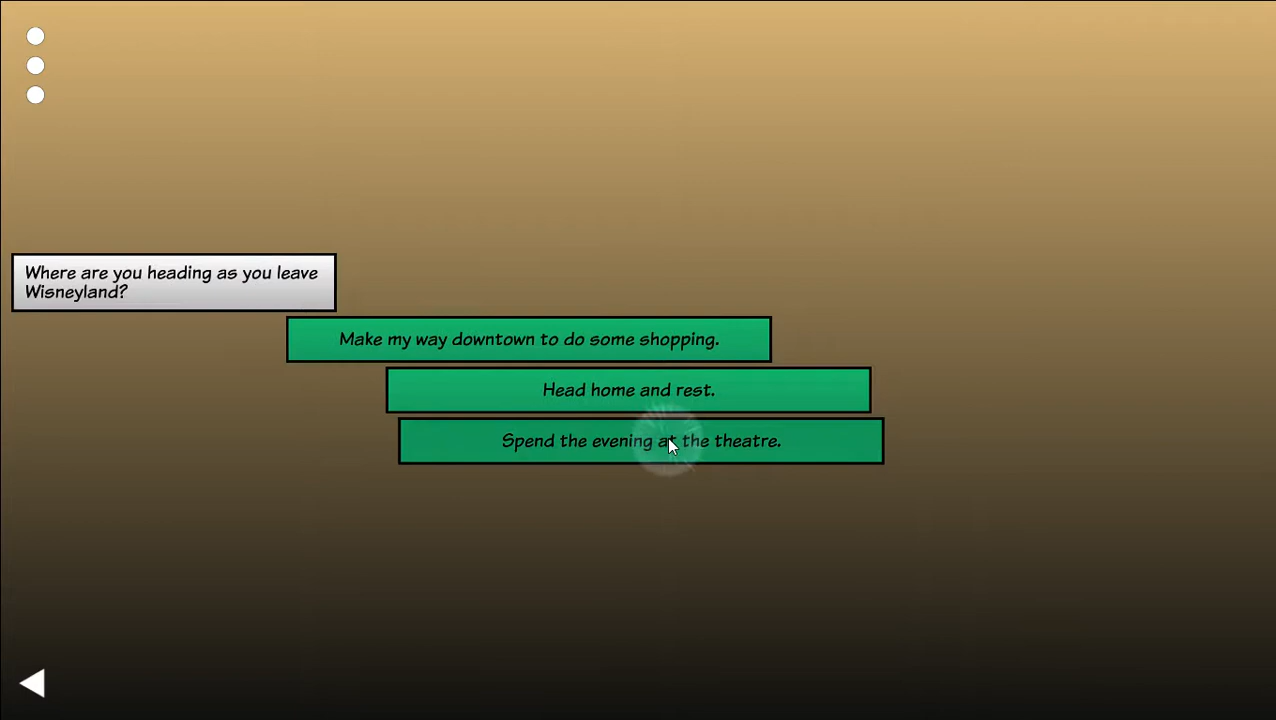 Where are you heading as you leave
Wisneyland?
Make my way downtown to do some shopping.
Head home and rest.
Spend the evening at the theatre.